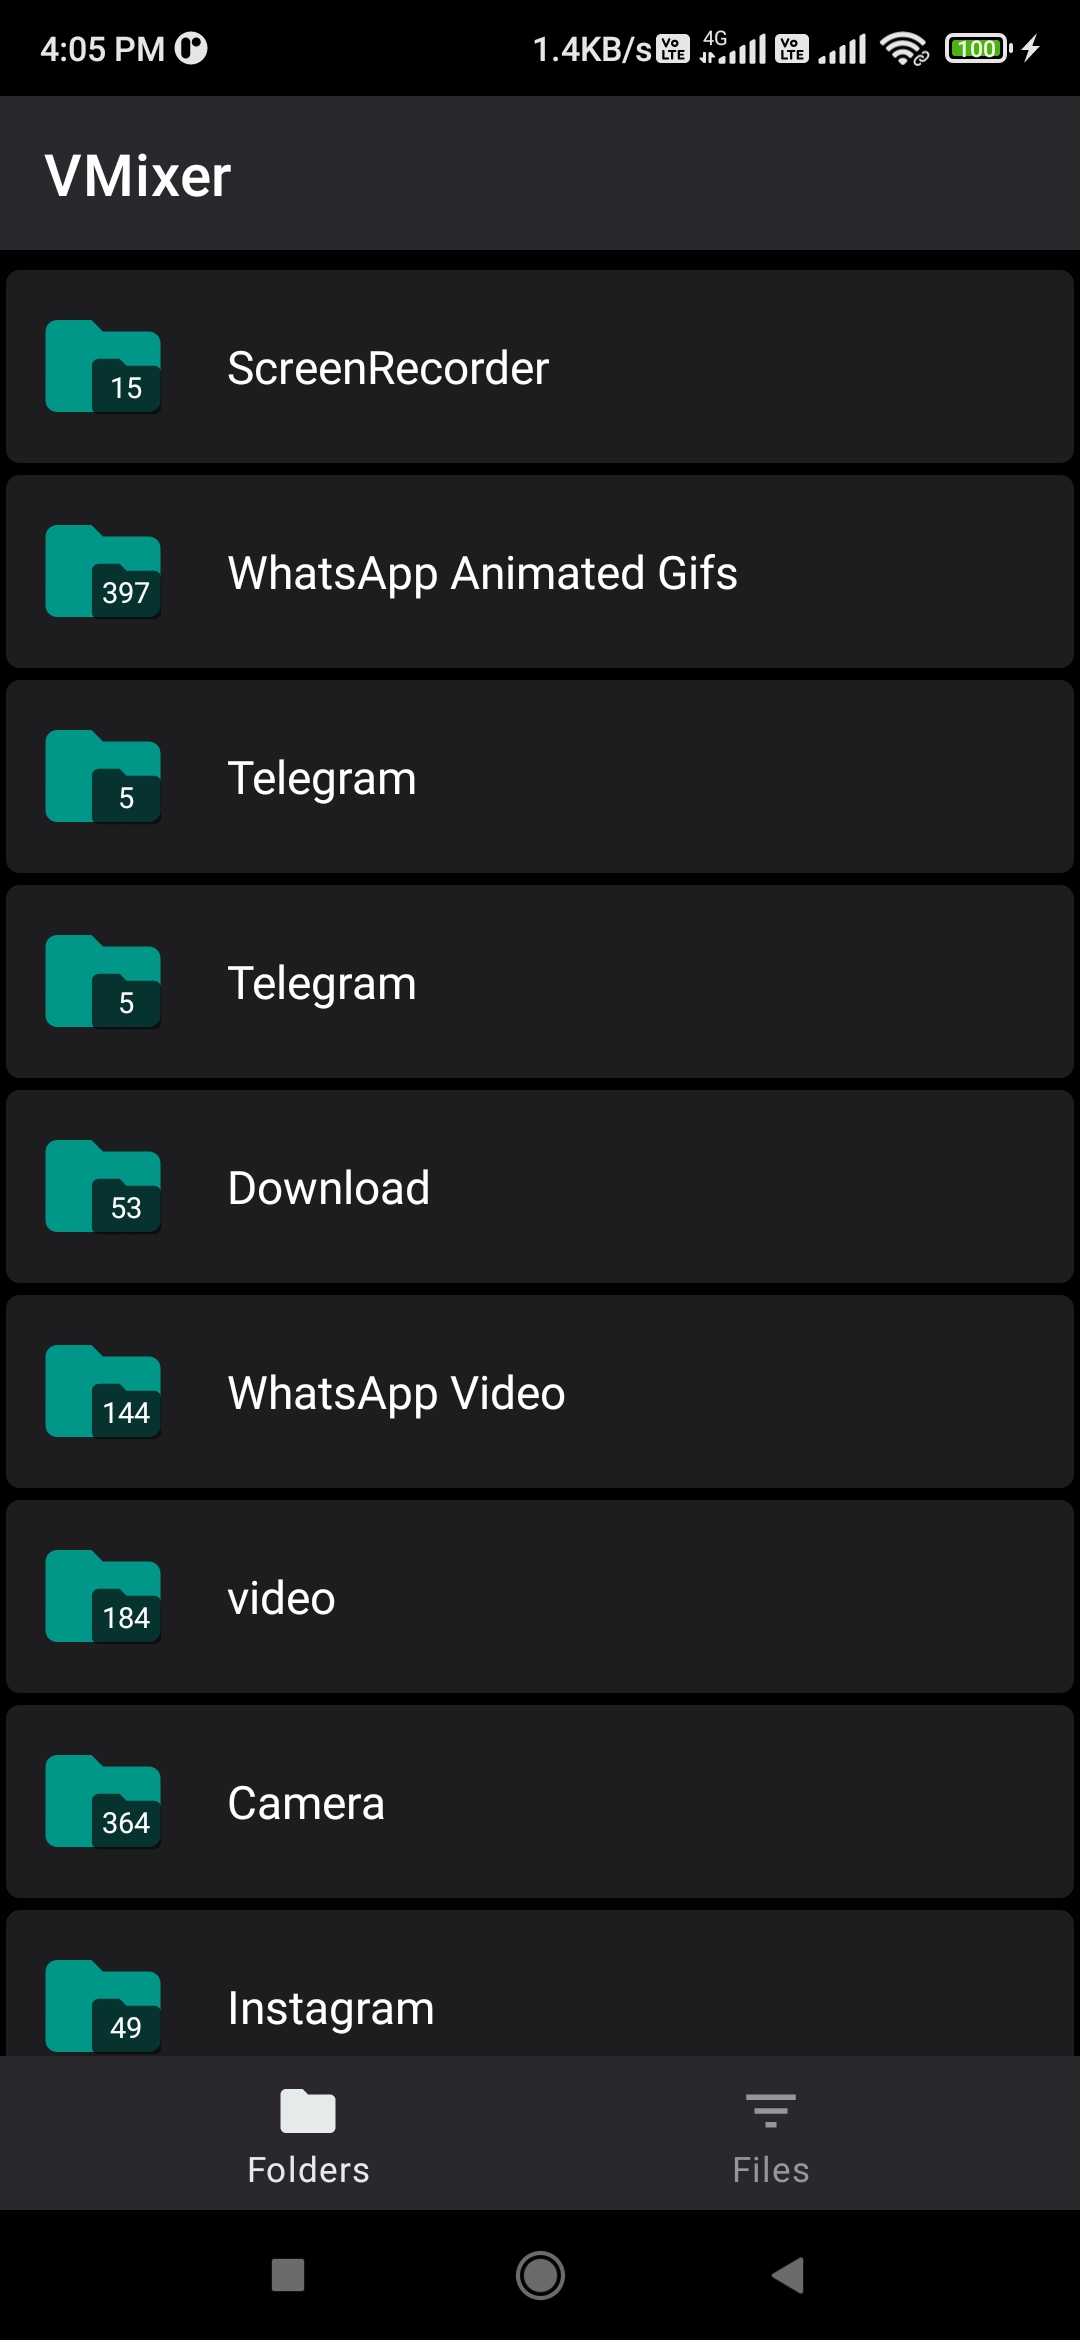 4:05 PM 1.4KB/s Vo LTE 4G Vo LTE 100
VMixer
15 ScreenRecorder
397 WhatsApp Animated Gifs
5 Telegram
5 Telegram
53 Download
144 WhatsApp Video
184 video
364 Camera
49 Instagram
Folders Files